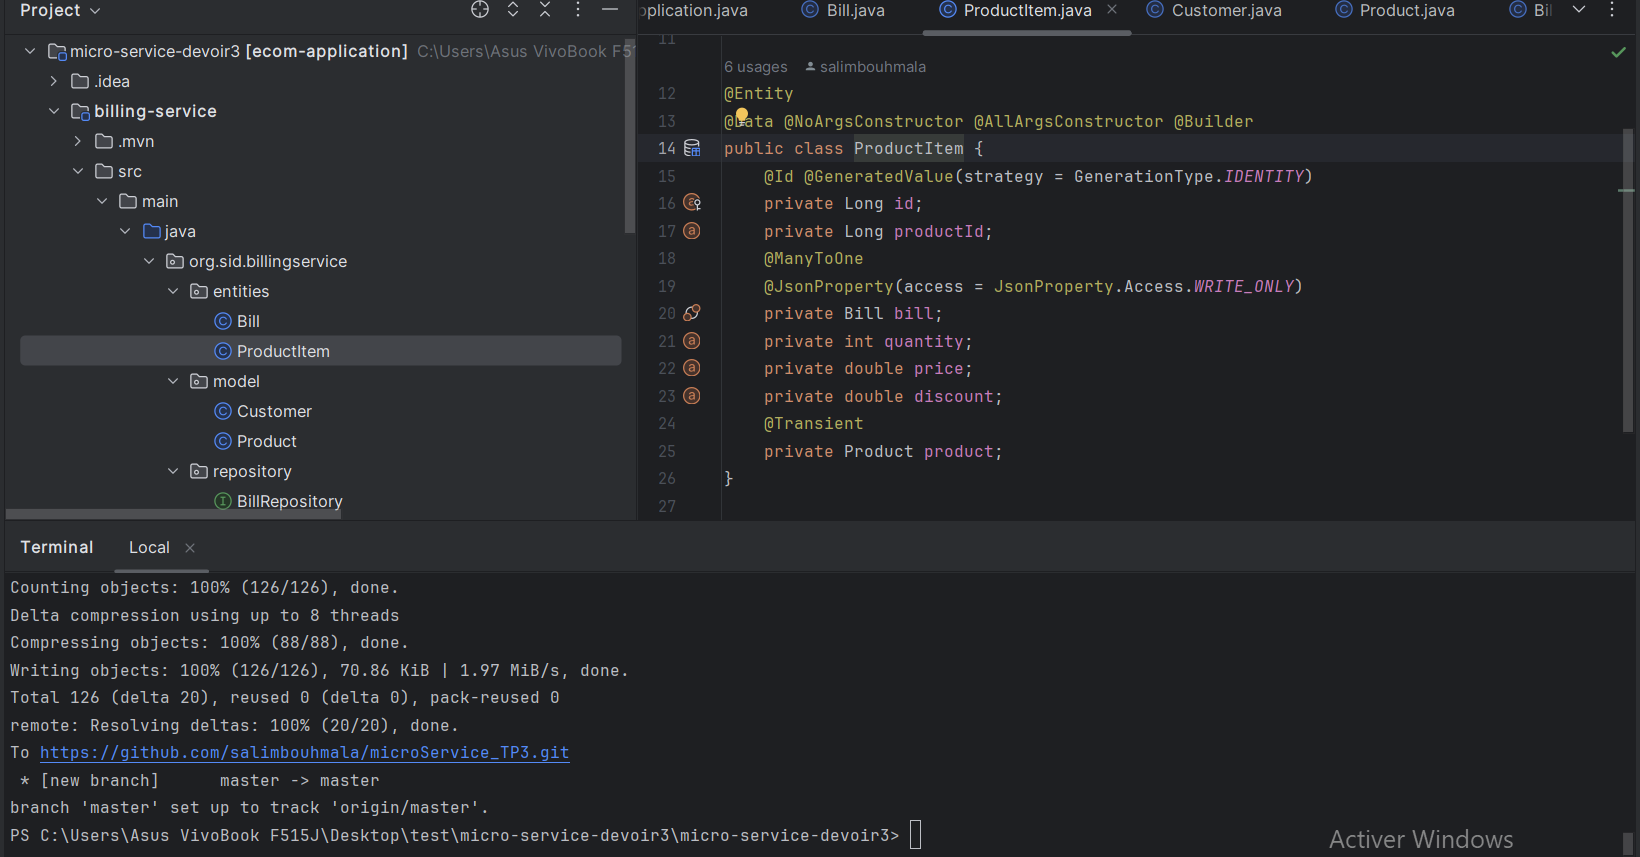 Project
micro-service-devoir3 [ecom-application] C:\Users\Asus VivoBook F51
.idea
billing-service
.mvn
src
main
java
org.sid.billingservice
entities
Bill
ProductItem
model
Customer
Product
repository
BillRepository
pplication.java Bill.java ProductItem.java Customer.java Product.java Bil
11
6 usages salimbouhmala
12 @Entity
13 @Data @NoArgsConstructor @AllArgsConstructor @Builder
14 public class ProductItem {
15 @Id @GeneratedValue(strategy = GenerationType.IDENTITY)
16 private Long id;
17 private Long productId;
18 @ManyToOne
19 @JsonProperty(access = JsonProperty.Access.WRITE_ONLY)
20 private Bill bill;
21 private int quantity;
22 private double price;
23 private double discount;
24 @Transient
25 private Product product;
26 }
27
Terminal Local
Counting objects: 100% (126/126), done.
Delta compression using up to 8 threads
Compressing objects: 100% (88/88), done.
Writing objects: 100% (126/126), 70.86 KiB | 1.97 MiB/s, done.
Total 126 (delta 20), reused 0 (delta 0), pack-reused 0
remote: Resolving deltas: 100% (20/20), done.
To https://github.com/salimbouhmala/microService_TP3.git
* [new branch] master -> master
branch 'master' set up to track 'origin/master'.
PS C:\Users\Asus VivoBook F515J\Desktop\test\micro-service-devoir3\micro-service-devoir3>
Activer Windows